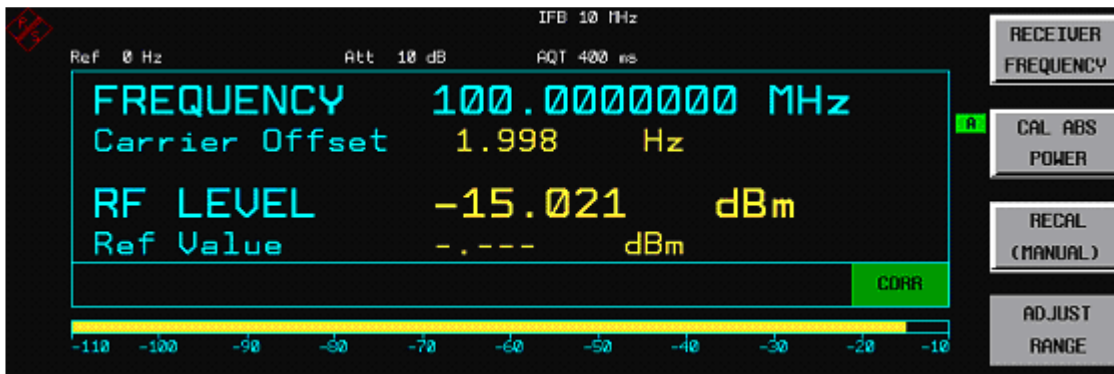 IFB 10 MHz
Ref 0 Hz Att 10 dB AQT 400 ms
FREQUENCY 100.0000000 MHz
Carrier Offset 1.998 Hz
RF LEVEL -15.021 dBm
Ref Value -.--- dBm
CORR
-110 -100 -90 -80 -70 -60 -50 -40 -30 -20 -10
A
RECEIVER
FREQUENCY
CAL ABS
POWER
RECAL
(MANUAL)
ADJUST
RANGE